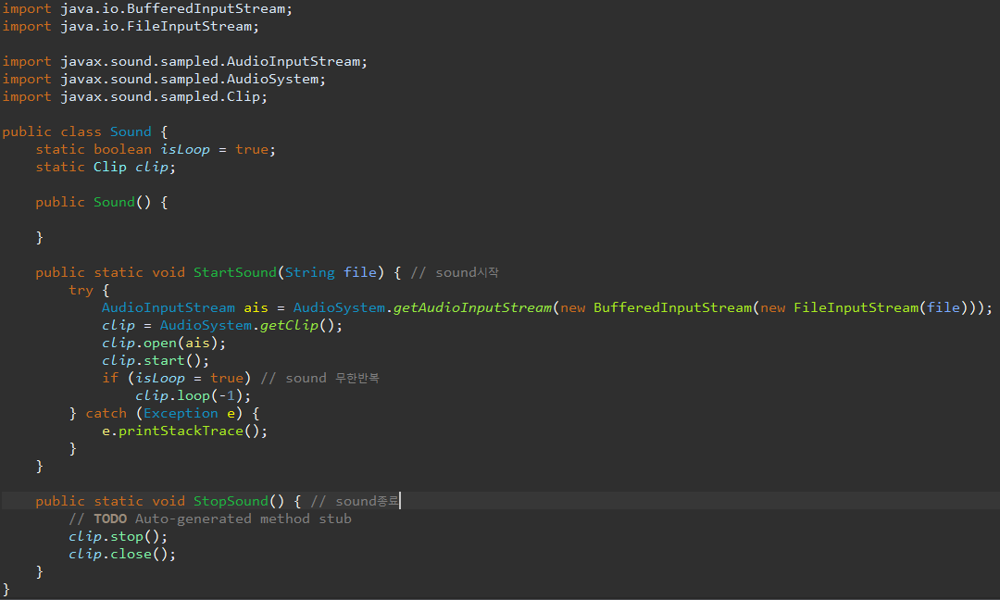 import java.io.BufferedInputStream;
import java.io.FileInputStream;
import javax.sound.sampled.AudioInputStream;
import javax.sound.sampled.AudioSystem;
import javax.sound.sampled.Clip;
public class Sound {
static boolean isLoop = true;
static Clip clip;
public Sound() {
}
public static void StartSound(String file) { // sound시작
try {
AudioInputStream ais = AudioSystem.getAudioInputStream(new BufferedInputStream(new FileInputStream(file)));
clip = AudioSystem.getClip();
clip.open(ais);
clip.start();
if (isLoop = true) // sound 무한반복
clip.loop(-1);
} catch (Exception e) {
e.printStackTrace();
}
}
public static void StopSound() { // sound종료
// TODO Auto-generated method stub
clip.stop();
clip.close();
}
}